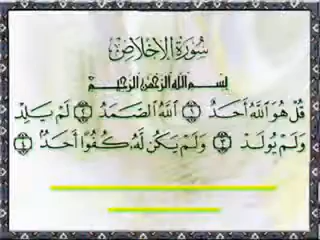 سُورَةُ الإِخْلَاصِ
بِسْمِ اللَّهِ الرَّحْمَٰنِ الرَّحِيمِ
قُلْ هُوَ اللَّهُ أَحَدٌ ١ اللَّهُ الصَّمَدُ ٢ لَمْ يَلِدْ
وَلَمْ يُولَدْ ٣ وَلَمْ يَكُن لَّهُ كُفُوًا أَحَدٌ ٤